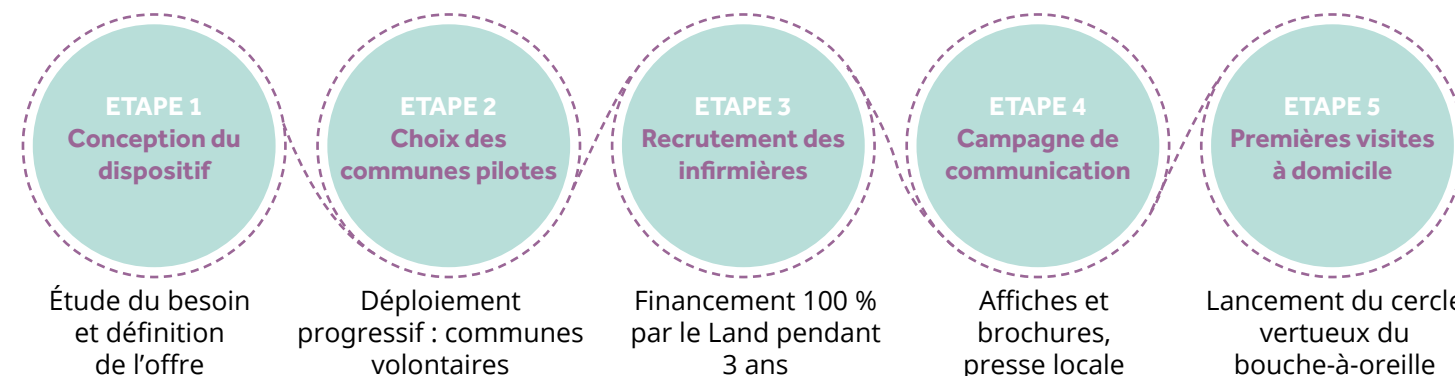 ETAPE 1
Conception du
dispositif
Étude du besoin
et définition
de l’offre
ETAPE 2
Choix des
communes pilotes
Déploiement
progressif : communes
volontaires
ETAPE 3
Recrutement des
infirmières
Financement 100 %
par le Land pendant
3 ans
ETAPE 4
Campagne de
communication
Affiches et
brochures,
presse locale
ETAPE 5
Premières visites
à domicile
Lancement du cercle
vertueux du
bouche-à-oreille